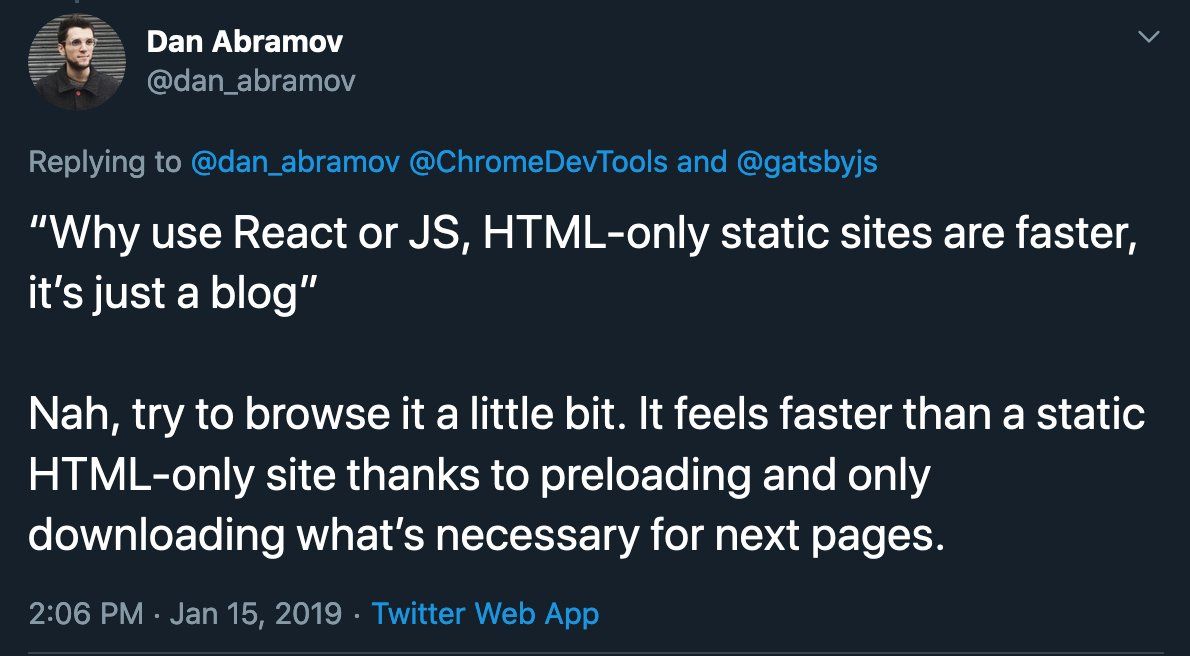 Dan Abramov
@dan_abramov
Replying to @dan_abramov @ChromeDevTools and @gatsbyjs
“Why use React or JS, HTML-only static sites are faster,
it’s just a blog”
Nah, try to browse it a little bit. It feels faster than a static
HTML-only site thanks to preloading and only
downloading what’s necessary for next pages.
2:06 PM · Jan 15, 2019 · Twitter Web App